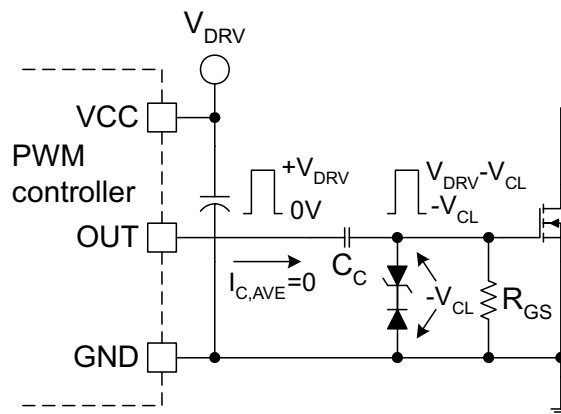 V_DRV
VCC
PWM
controller
+V_DRV
0V
V_DRV-V_CL
-V_CL
OUT
I_C,AVE=0
C_C
-V_CL
R_GS
GND